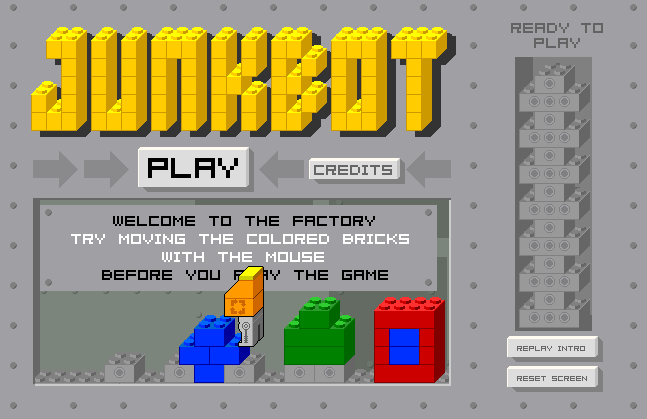 JUNKBOT
READY TO
PLAY
PLAY
CREDITS
WELCOME TO THE FACTORY
TRY MOVING THE COLORED BRICKS
WITH THE MOUSE
BEFORE YOU PLAY THE GAME
REPLAY INTRO
RESET SCREEN